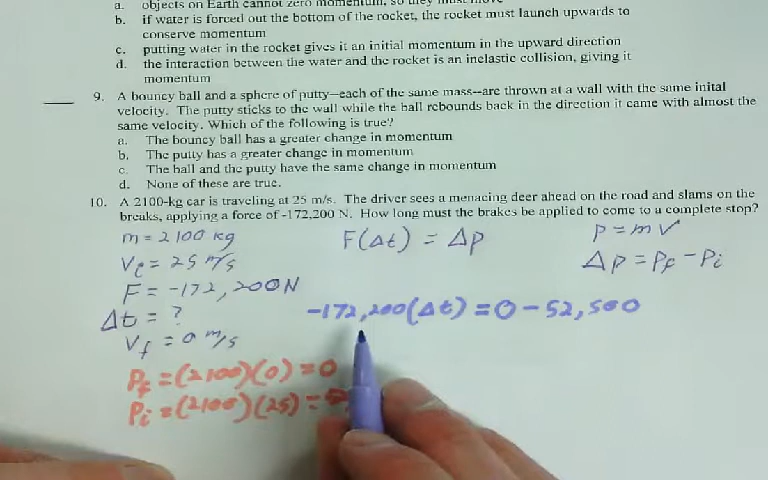 a. objects on Earth cannot zero momentum, so they must move
b. if water is forced out the bottom of the rocket, the rocket must launch upwards to
conserve momentum
c. putting water in the rocket gives it an initial momentum in the upward direction
d. the interaction between the water and the rocket is an inelastic collision, giving it
momentum
9. A bouncy ball and a sphere of putty—each of the same mass--are thrown at a wall with the same inital
velocity. The putty sticks to the wall while the ball rebounds back in the direction it came with almost the
same velocity. Which of the following is true?
a. The bouncy ball has a greater change in momentum
b. The putty has a greater change in momentum
c. The ball and the putty have the same change in momentum
d. None of these are true.
10. A 2100-kg car is traveling at 25 m/s. The driver sees a menacing deer ahead on the road and slams on the
breaks, applying a force of -172,200 N. How long must the brakes be applied to come to a complete stop?
m = 2100 kg
Vi = 25 m/s
F = -172,200N
Δt = ?
Vf = 0 m/s
F(Δt) = Δp
p = mv
Δp = Pf - Pi
-172,200(Δt) = 0 - 52,500
Pf = (2100)(0) = 0
Pi = (2100)(25) =